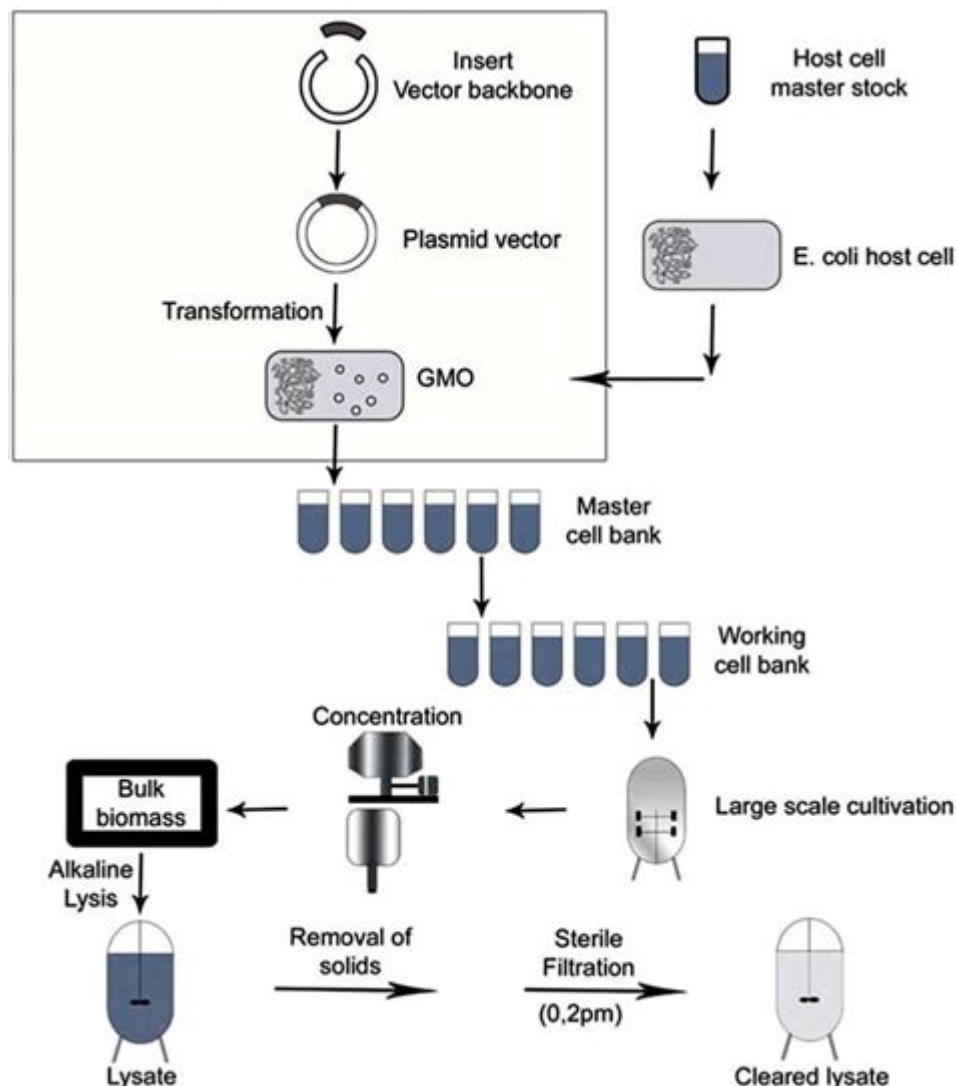 Insert
Vector backbone
Host cell
master stock
Plasmid vector
E. coli host cell
Transformation
GMO
Master
cell bank
Working
cell bank
Concentration
Bulk
biomass
Large scale cultivation
Alkaline
Lysis
Removal of
solids
Sterile
Filtration
(0,2pm)
Lysate
Cleared lysate